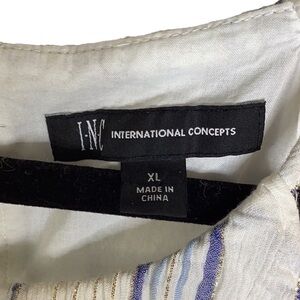 I·N·C INTERNATIONAL CONCEPTS
XL
MADE IN
CHINA